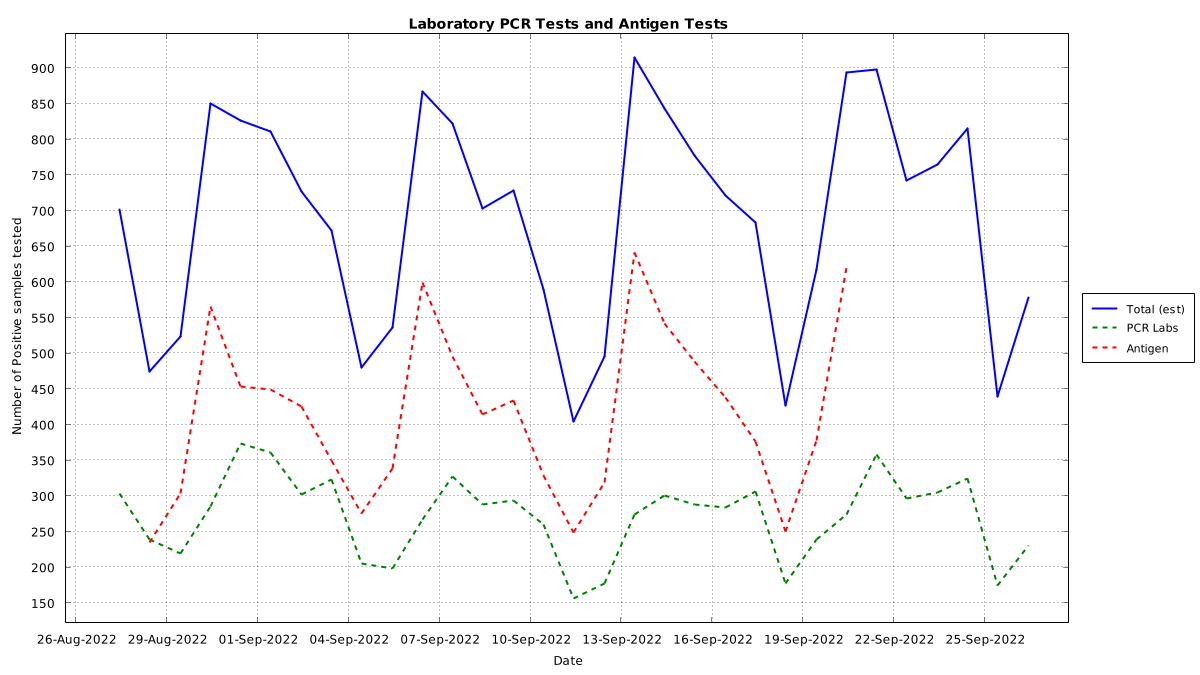 Laboratory PCR Tests and Antigen Tests
Number of Positive samples tested
900
850
800
750
700
650
600
550
500
450
400
350
300
250
200
150
26-Aug-2022 29-Aug-2022 01-Sep-2022 04-Sep-2022 07-Sep-2022 10-Sep-2022 13-Sep-2022 16-Sep-2022 19-Sep-2022 22-Sep-2022 25-Sep-2022
Date
Total (est)
PCR Labs
Antigen